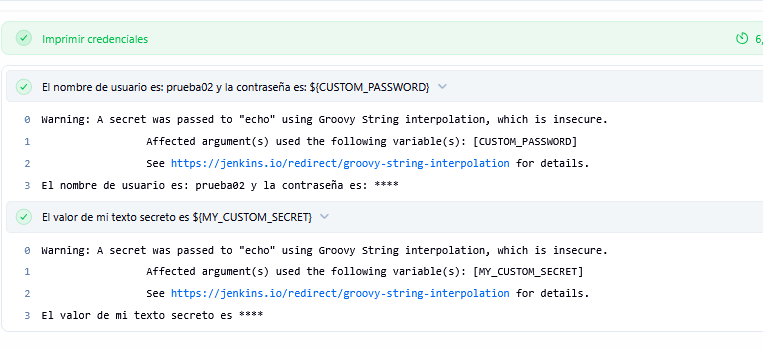 Imprimir credenciales 6,
El nombre de usuario es: prueba02 y la contraseña es: ${CUSTOM_PASSWORD}
0 Warning: A secret was passed to "echo" using Groovy String interpolation, which is insecure.
1 Affected argument(s) used the following variable(s): [CUSTOM_PASSWORD]
2 See https://jenkins.io/redirect/groovy-string-interpolation for details.
3 El nombre de usuario es: prueba02 y la contraseña es: ****
El valor de mi texto secreto es ${MY_CUSTOM_SECRET}
0 Warning: A secret was passed to "echo" using Groovy String interpolation, which is insecure.
1 Affected argument(s) used the following variable(s): [MY_CUSTOM_SECRET]
2 See https://jenkins.io/redirect/groovy-string-interpolation for details.
3 El valor de mi texto secreto es ****